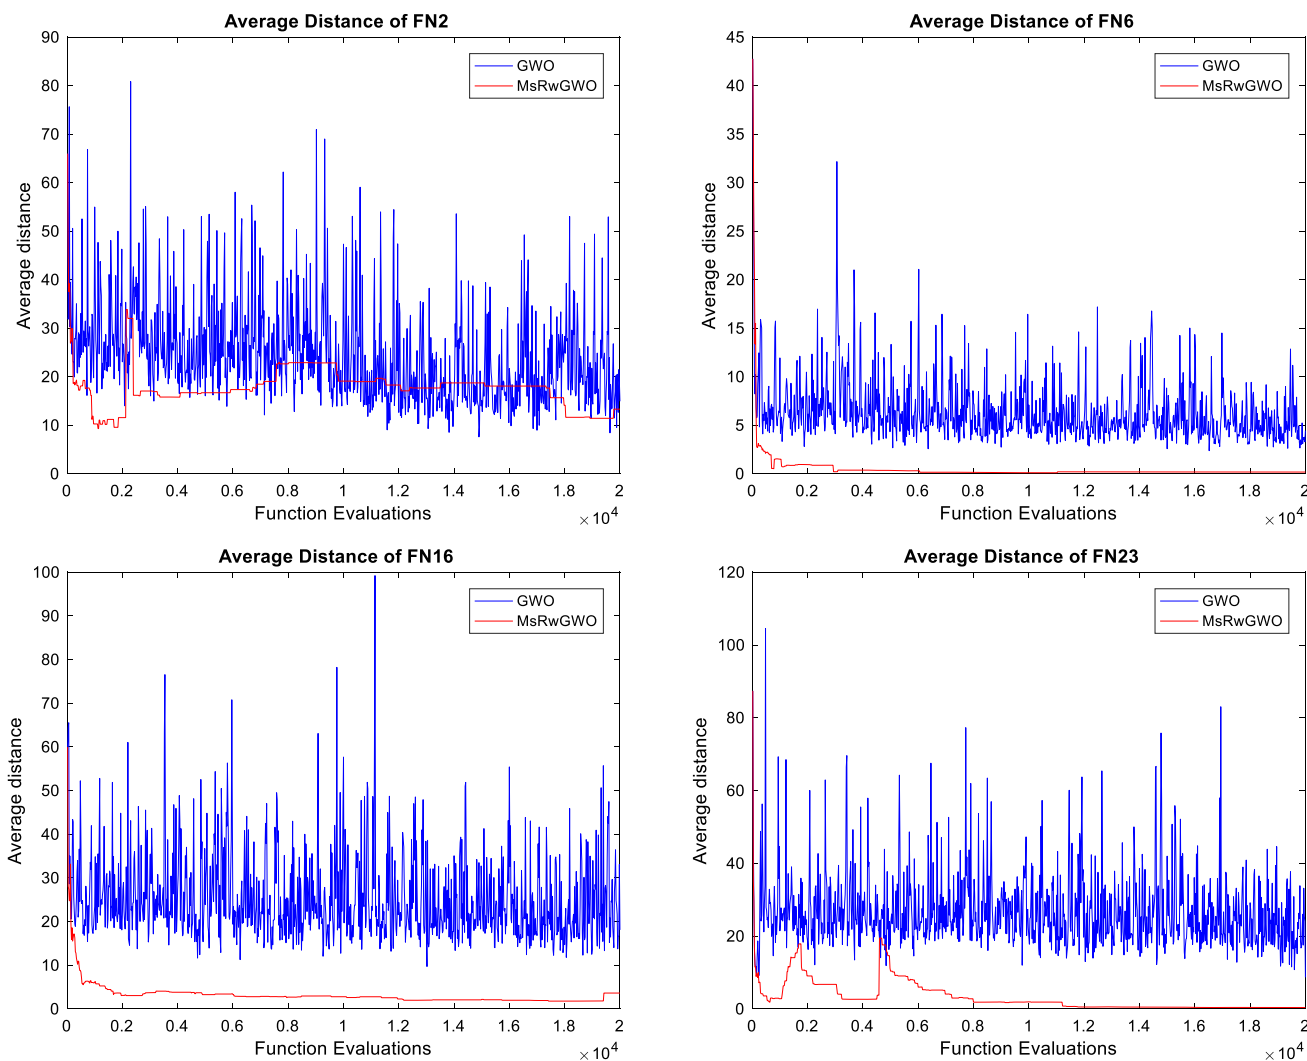 Average Distance of FN2
90
80
70
60
50
40
30
20
10
0
Average distance
GWO
MsRwGWO
0 0.2 0.4 0.6 0.8 1 1.2 1.4 1.6 1.8 2
Function Evaluations
×10^4
Average Distance of FN6
45
40
35
30
25
20
15
10
5
0
Average distance
GWO
MsRwGWO
0 0.2 0.4 0.6 0.8 1 1.2 1.4 1.6 1.8 2
Function Evaluations
×10^4
Average Distance of FN16
100
90
80
70
60
50
40
30
20
10
0
Average distance
GWO
MsRwGWO
0 0.2 0.4 0.6 0.8 1 1.2 1.4 1.6 1.8 2
Function Evaluations
×10^4
Average Distance of FN23
120
100
80
60
40
20
0
Average distance
GWO
MsRwGWO
0 0.2 0.4 0.6 0.8 1 1.2 1.4 1.6 1.8 2
Function Evaluations
×10^4